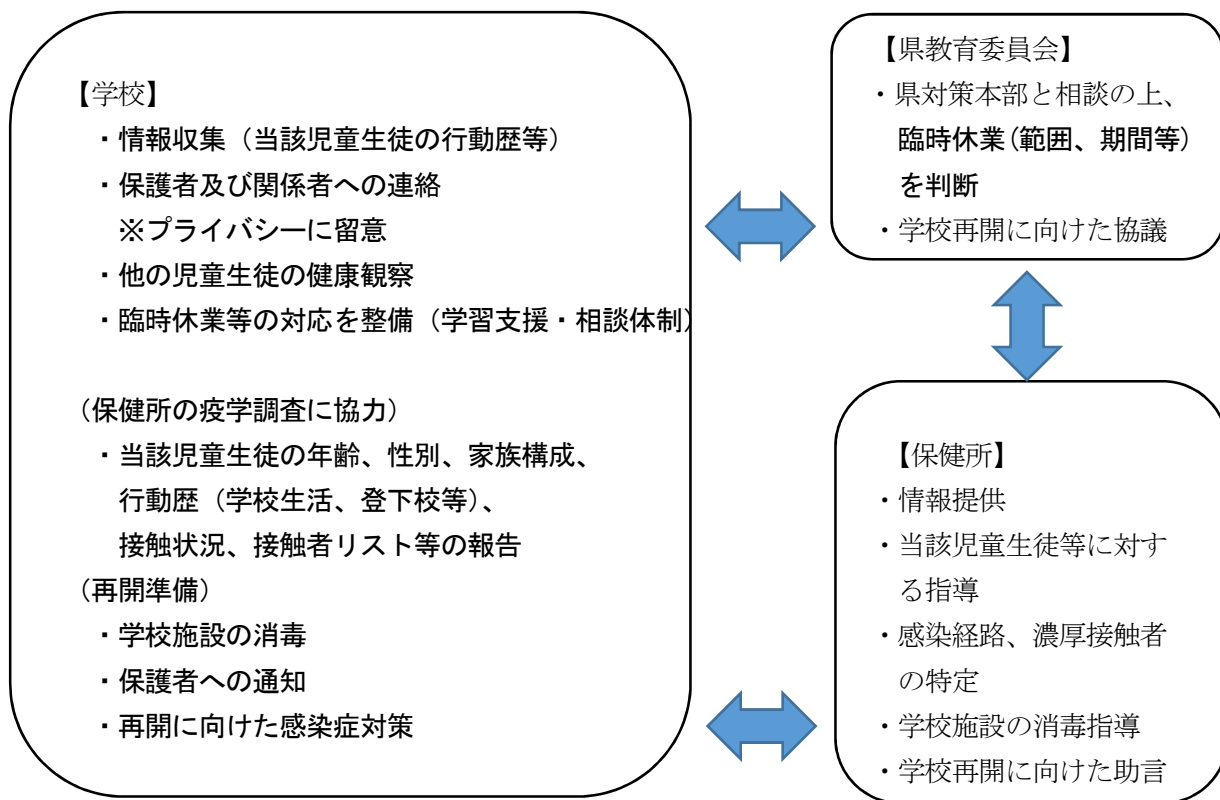 【学校】
・情報収集（当該児童生徒の行動歴等）
・保護者及び関係者への連絡
※プライバシーに留意
・他の児童生徒の健康観察
・臨時休業等の対応を整備（学習支援・相談体制）
（保健所の疫学調査に協力）
・当該児童生徒の年齢、性別、家族構成、
行動歴（学校生活、登下校等）、
接触状況、接触者リスト等の報告
（再開準備）
・学校施設の消毒
・保護者への通知
・再開に向けた感染症対策
【県教育委員会】
・県対策本部と相談の上、
臨時休業（範囲、期間等）
を判断
・学校再開に向けた協議
【保健所】
・情報提供
・当該児童生徒等に対す
る指導
・感染経路、濃厚接触者
の特定
・学校施設の消毒指導
・学校再開に向けた助言